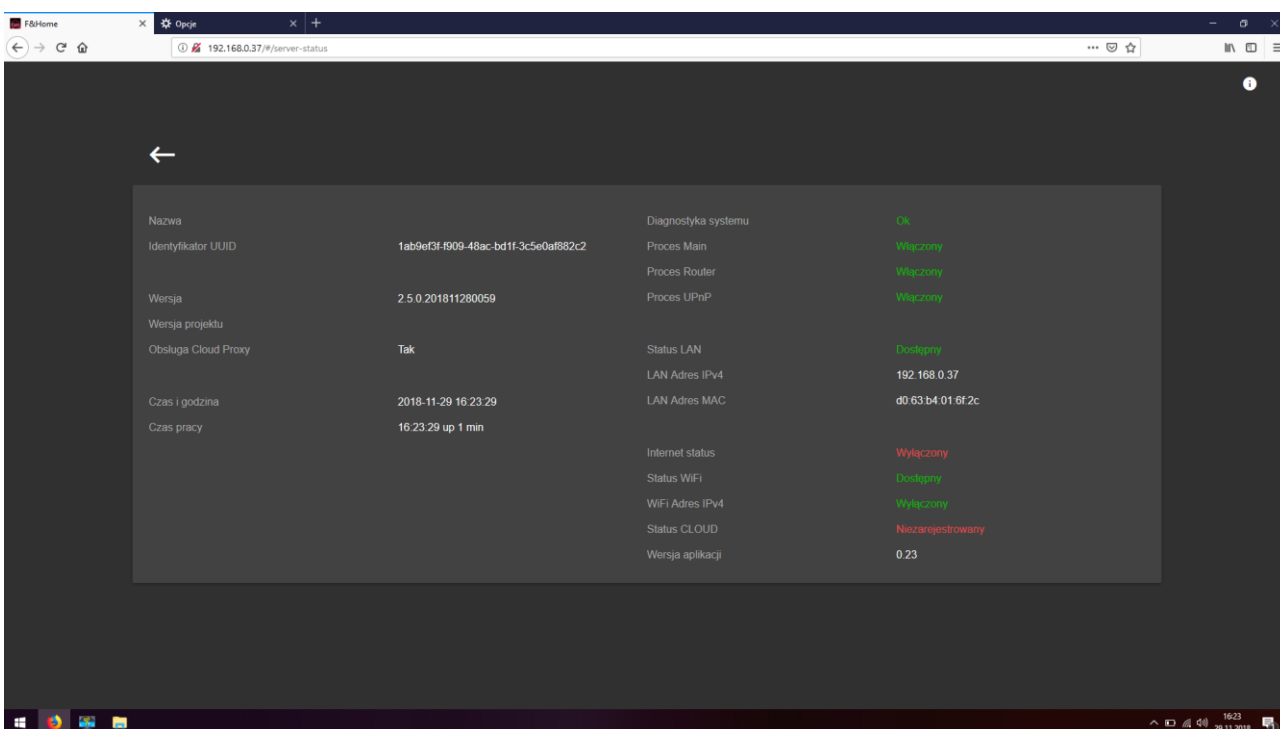 F&Home
Opcje
192.168.0.37/#/server-status
Nazwa
Identyfikator UUID 1ab9ef3f-f909-48ac-bd1f-3c5e0af882c2
Wersja 2.5.0.201811280059
Wersja projektu
Obsługa Cloud Proxy Tak
Czas i godzina 2018-11-29 16:23:29
Czas pracy 16:23:29 up 1 min
Diagnostyka systemu Ok
Proces Main Włączony
Proces Router Włączony
Proces UPnP Włączony
Status LAN Dostępny
LAN Adres IPv4 192.168.0.37
LAN Adres MAC d0:63:b4:01:6f:2c
Internet status Wyłączony
Status WiFi Dostępny
WiFi Adres IPv4 Wyłączony
Status CLOUD Niezarejestrowany
Wersja aplikacji 0.23
16:23
29.11.2018